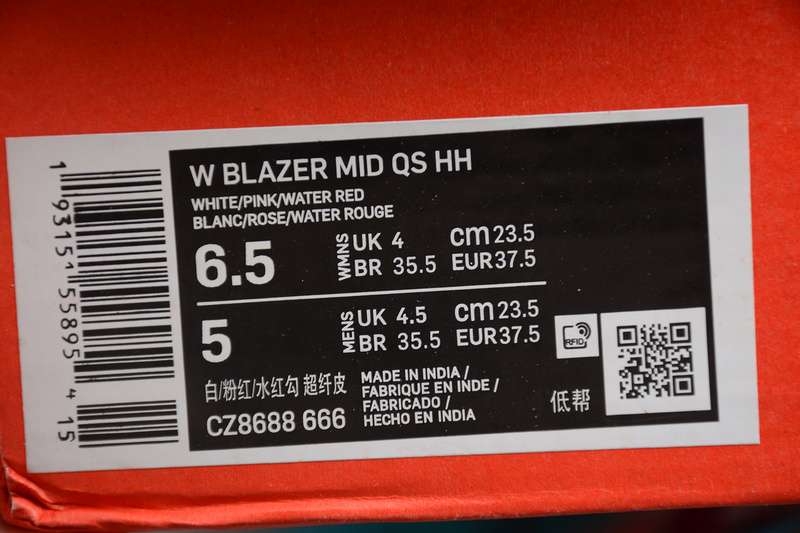 W BLAZER MID QS HH
WHITE/PINK/WATER RED
BLANC/ROSE/WATER ROUGE
6.5 WMNS UK 4 CM 23.5
BR 35.5 EUR 37.5
5 MENS UK 4.5 CM 23.5
BR 35.5 EUR 37.5
白/粉红/水红勾 超纤皮
CZ8688 666
MADE IN INDIA /
FABRIQUE EN INDE /
FABRICADO /
HECHO EN INDIA
RFID
低帮
1 93151 55895 4 15